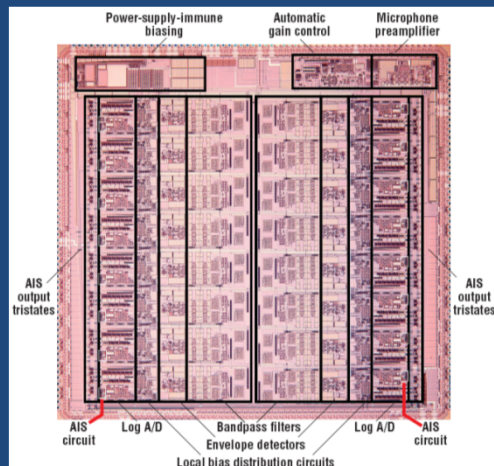 Power-supply-immune
biasing
Automatic
gain control
Microphone
preamplifier
AIS
output
tristates
AIS
output
tristates
AIS
circuit
Log A/D
Bandpass filters
Log A/D
AIS
circuit
Envelope detectors
Local bias distribution circuits